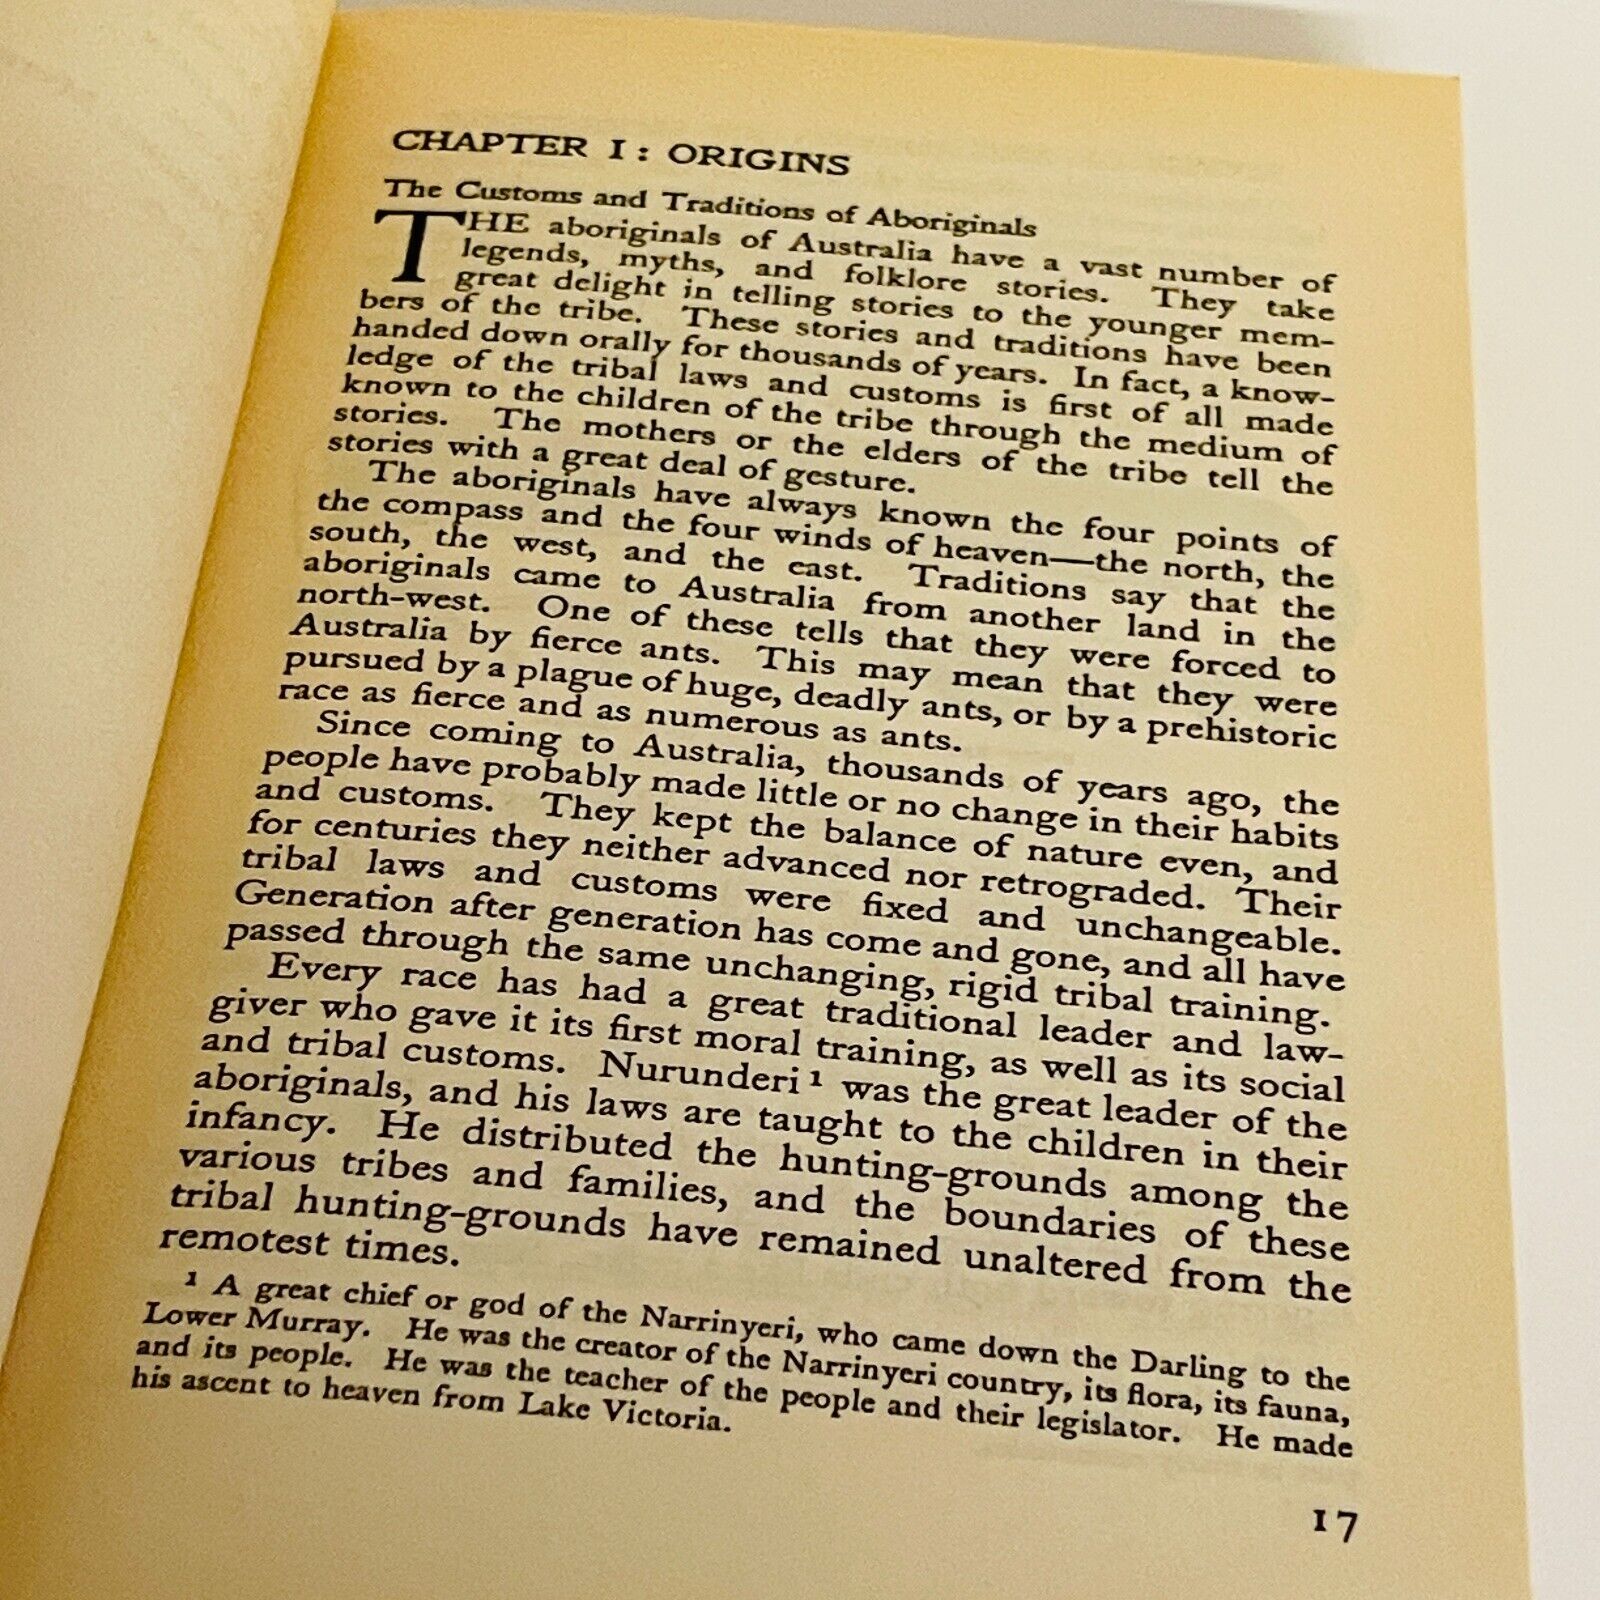 CHAPTER I: ORIGINS
The Customs and Traditions of Aboriginals
THE aboriginals of Australia have a vast number of
legends, myths, and folklore stories. They take
great delight in telling stories to the younger mem-
bers of the tribe. These stories and traditions have been
handed down orally for thousands of years. In fact, a know-
ledge of the tribal laws and customs is first of all made
known to the children of the tribe through the medium of
stories. The mothers or the elders of the tribe tell the
stories with a great deal of gesture.
The aboriginals have always known the four points of
the compass and the four winds of heaven—the north, the
south, the west, and the east. Traditions say that the
aboriginals came to Australia from another land in the
north-west. One of these tells that they were forced to
Australia by fierce ants. This may mean that they were
pursued by a plague of huge, deadly ants, or by a prehistoric
race as fierce and as numerous as ants.
Since coming to Australia, thousands of years ago, the
people have probably made little or no change in their habits
and customs. They kept the balance of nature even, and
for centuries they neither advanced nor retrograded. Their
tribal laws and customs were fixed and unchangeable.
Generation after generation has come and gone, and all have
passed through the same unchanging, rigid tribal training.
Every race has had a great traditional leader and law-
giver who gave it its first moral training, as well as its social
and tribal customs. Nurunderi¹ was the great leader of the
aboriginals, and his laws are taught to the children in their
infancy. He distributed the hunting-grounds among the
various tribes and families, and the boundaries of these
tribal hunting-grounds have remained unaltered from the
remotest times.
¹ A great chief or god of the Narrinyeri, who came down the Darling to the
Lower Murray. He was the creator of the Narrinyeri country, its flora, its fauna,
and its people. He was the teacher of the people and their legislator. He made
his ascent to heaven from Lake Victoria.
17